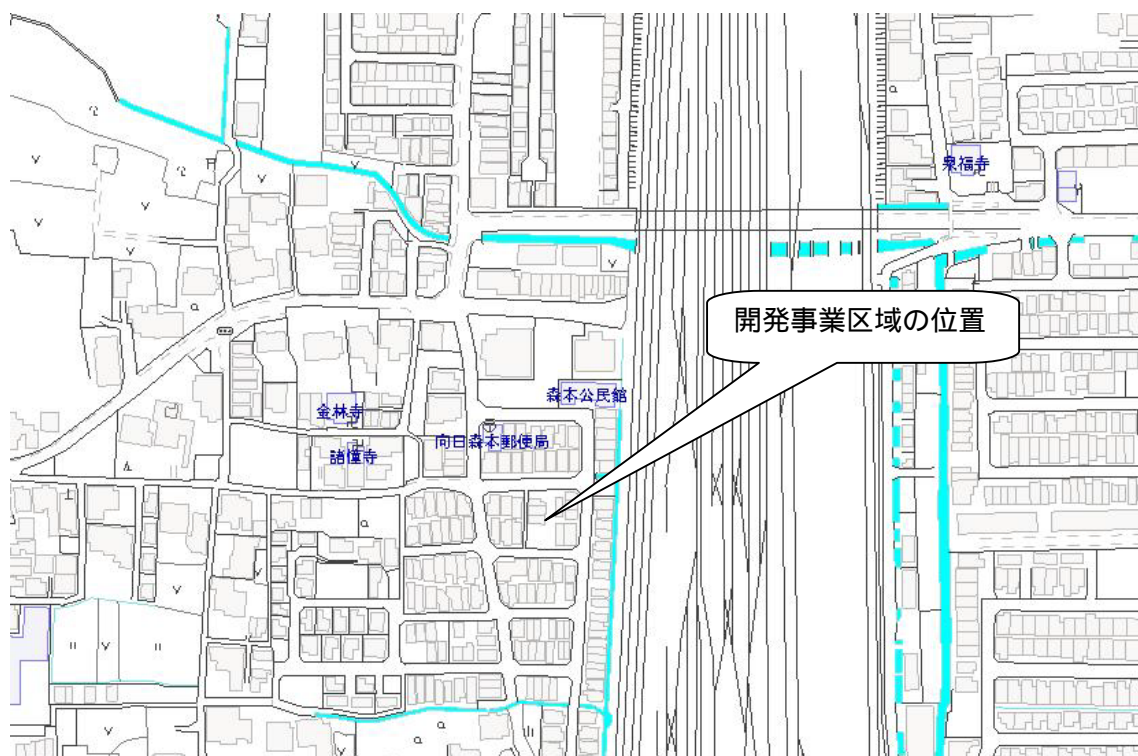 泉福寺
開発事業区域の位置
森本公民館
金林寺
向日森本郵便局
諸憧寺